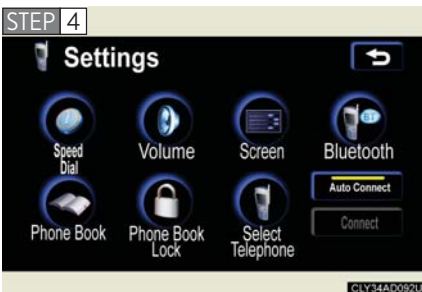 STEP 4
Settings
Speed
Dial
Volume
Screen
Bluetooth
BT
Phone Book
Phone Book
Lock
Select
Telephone
Auto Connect
Connect
CLY34AD092U